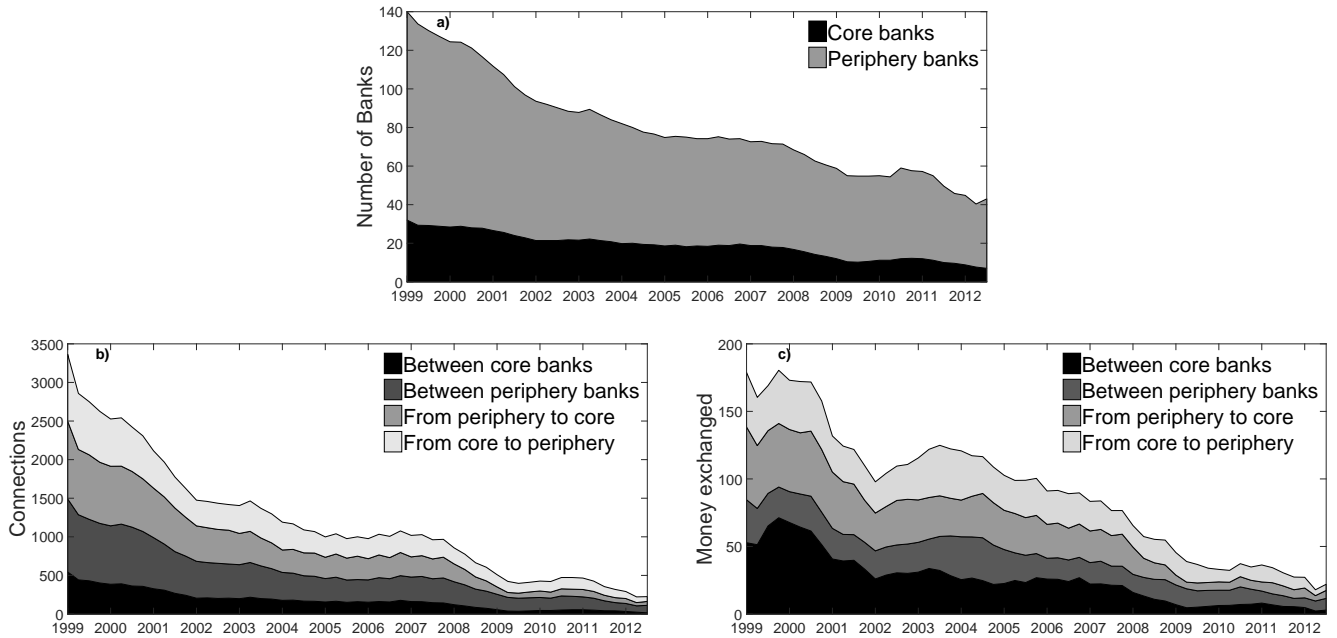 a)
Core banks
Periphery banks
Number of Banks
140
120
100
80
60
40
20
0
1999 2000 2001 2002 2003 2004 2005 2006 2007 2008 2009 2010 2011 2012
b)
Between core banks
Between periphery banks
From periphery to core
From core to periphery
Connections
3500
3000
2500
2000
1500
1000
500
0
1999 2000 2001 2002 2003 2004 2005 2006 2007 2008 2009 2010 2011 2012
c)
Between core banks
Between periphery banks
From periphery to core
From core to periphery
Money exchanged
200
150
100
50
0
1999 2000 2001 2002 2003 2004 2005 2006 2007 2008 2009 2010 2011 2012